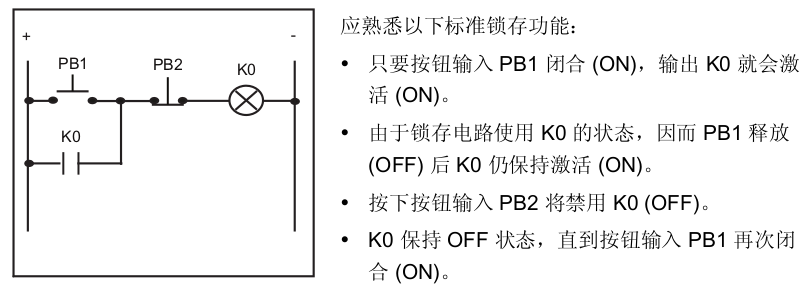 +
-
PB1
PB2
K0
K0
应熟悉以下标准锁存功能:
• 只要按钮输入 PB1 闭合 (ON)，输出 K0 就会激
活 (ON)。
• 由于锁存电路使用 K0 的状态，因而 PB1 释放
(OFF) 后 K0 仍保持激活 (ON)。
• 按下按钮输入 PB2 将禁用 K0 (OFF)。
• K0 保持 OFF 状态，直到按钮输入 PB1 再次闭
合 (ON)。